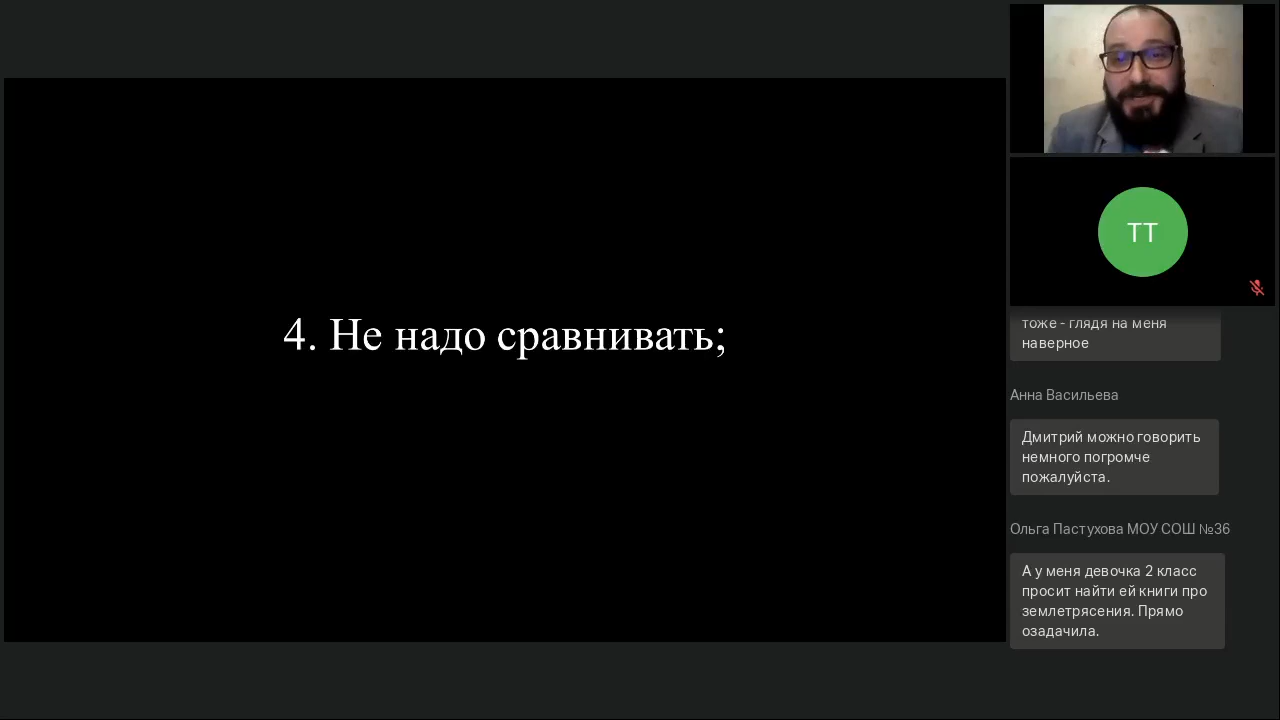 4. Не надо сравнивать;
ТТ
тоже - глядя на меня
наверное
Анна Васильева
Дмитрий можно говорить
немного погромче
пожалуйста.
Ольга Пастухова МОУ СОШ №36
А у меня девочка 2 класс
просит найти ей книги про
землетрясения. Прямо
озадачила.